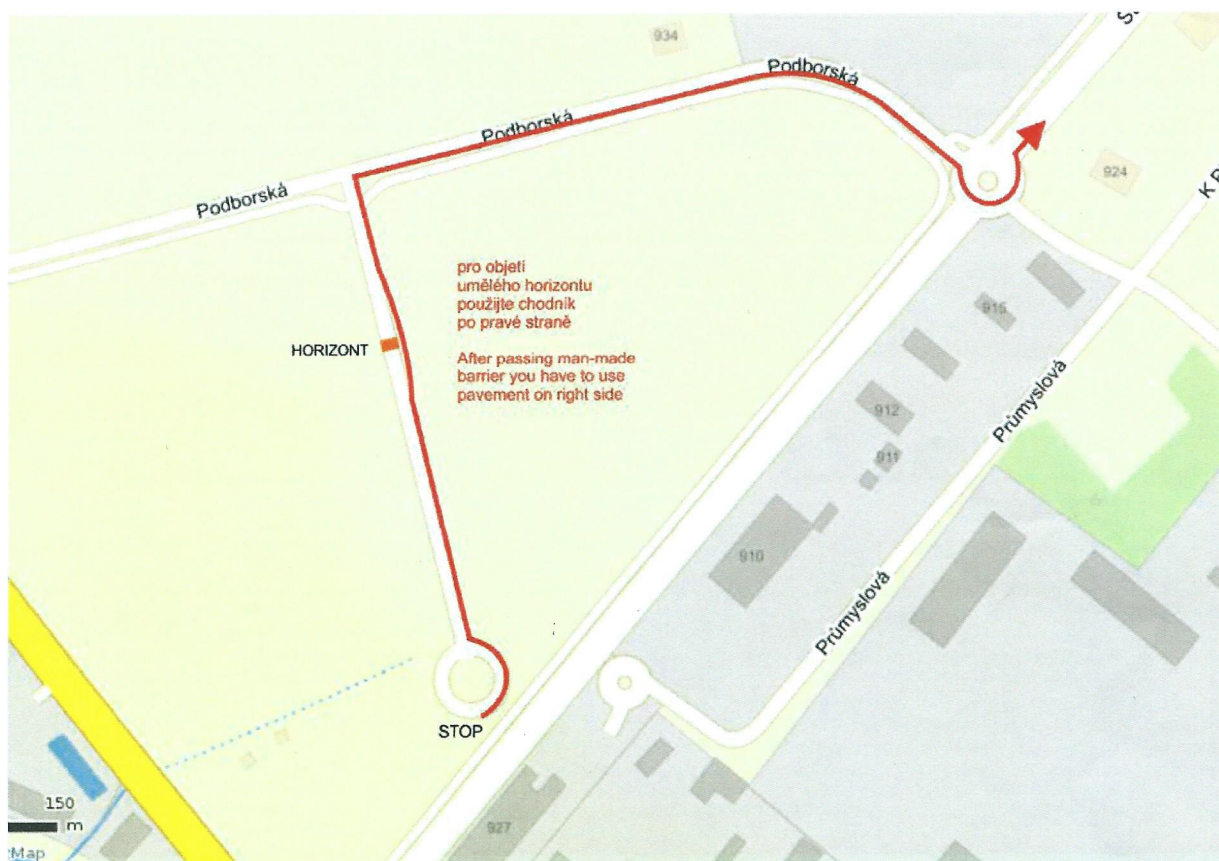 934
Podborská
Podborská
Podborská
924
pro objetí
umělého horizontu
použijte chodník
po pravé straně
HORIZONT
After passing man-made
barrier you have to use
pavement on right side
915
912
911
Průmyslová
910
Průmyslová
STOP
150
m
927